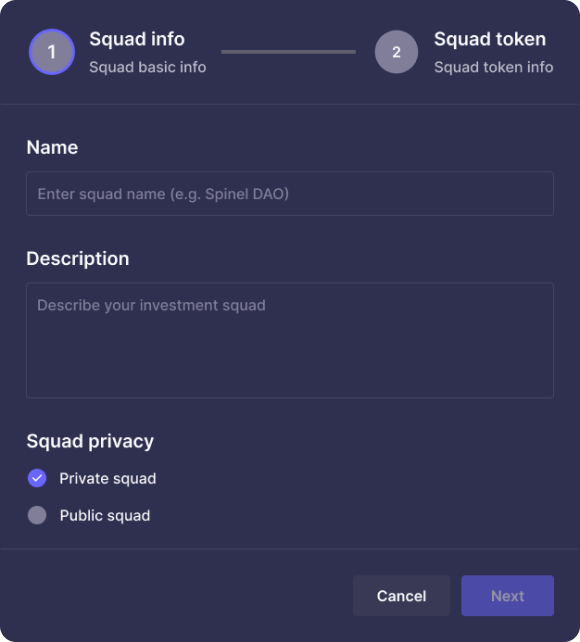 1
Squad info
Squad basic info
2
Squad token
Squad token info
Name
Enter squad name (e.g. Spinel DAO)
Description
Describe your investment squad
Squad privacy
Private squad
Public squad
Cancel
Next